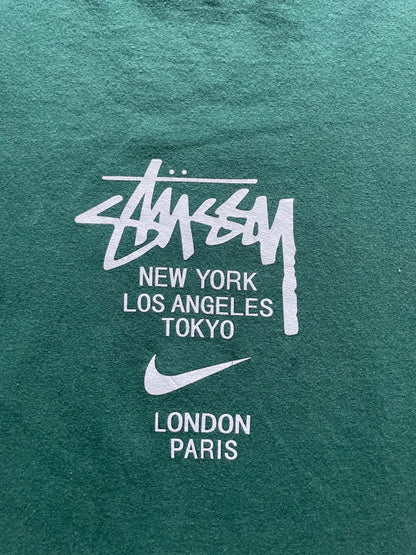 Stüssy
NEW YORK
LOS ANGELES
TOKYO
LONDON
PARIS